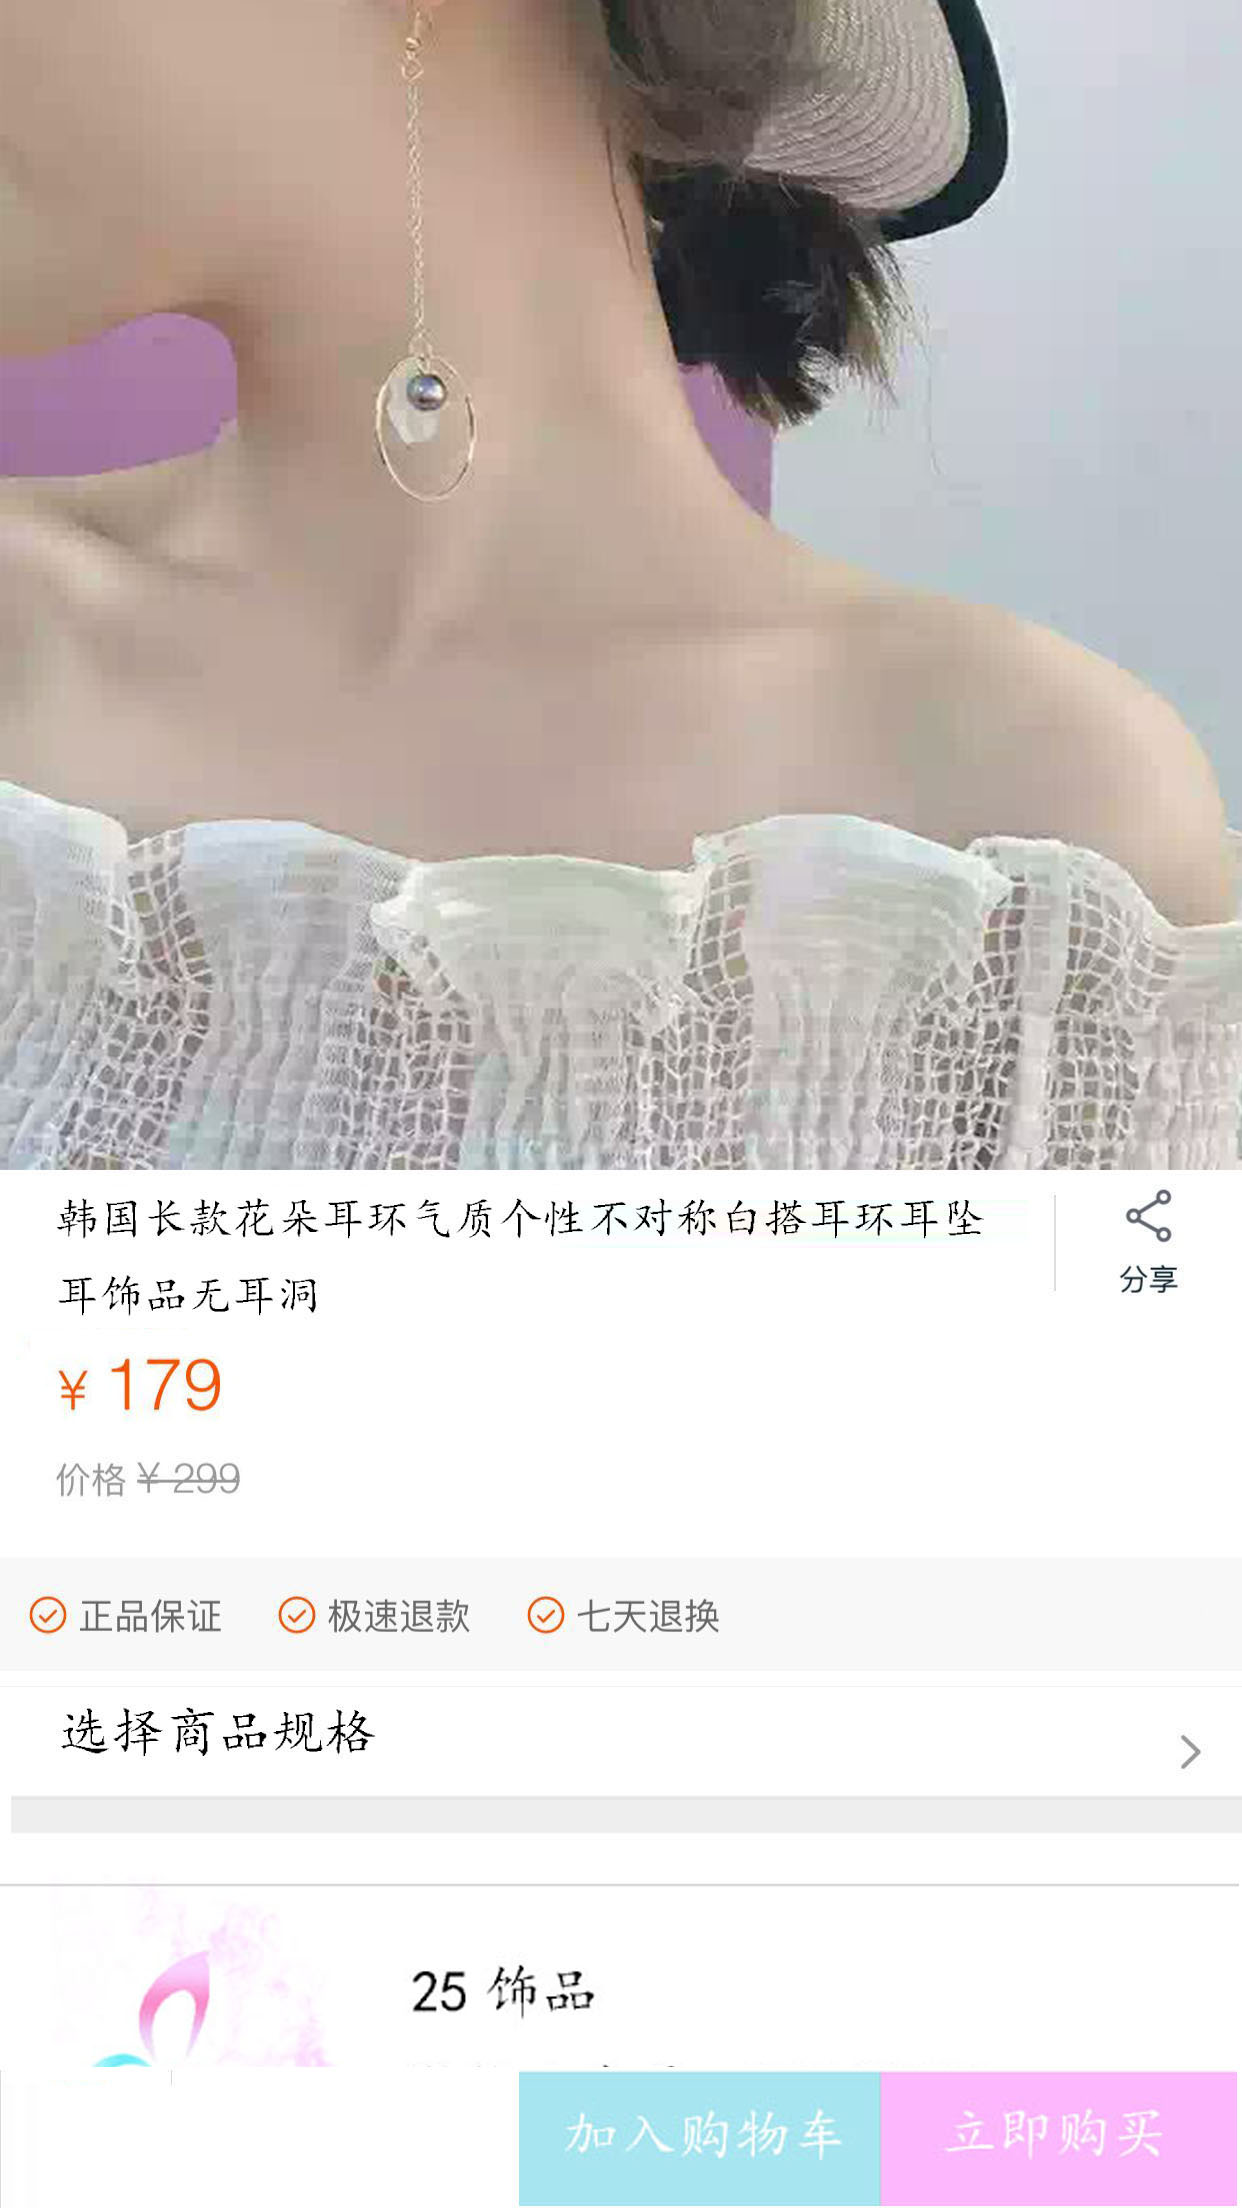 韩国长款花朵耳环气质个性不对称白搭耳环耳坠
耳饰品无耳洞
分享
¥ 179
价格 ¥ 299
正品保证 极速退款 七天退换
选择商品规格
25 饰品
加入购物车 立即购买